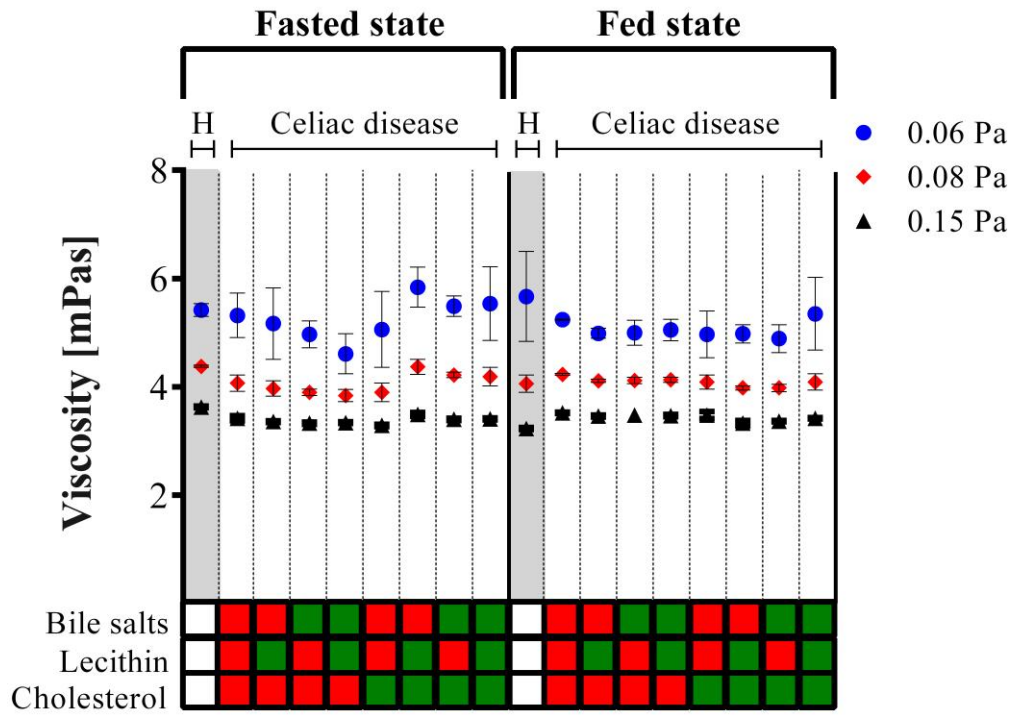 Fasted state Fed state
H Celiac disease H Celiac disease
0.06 Pa
0.08 Pa
0.15 Pa
Viscosity [mPas]
8
6
4
2
Bile salts
Lecithin
Cholesterol